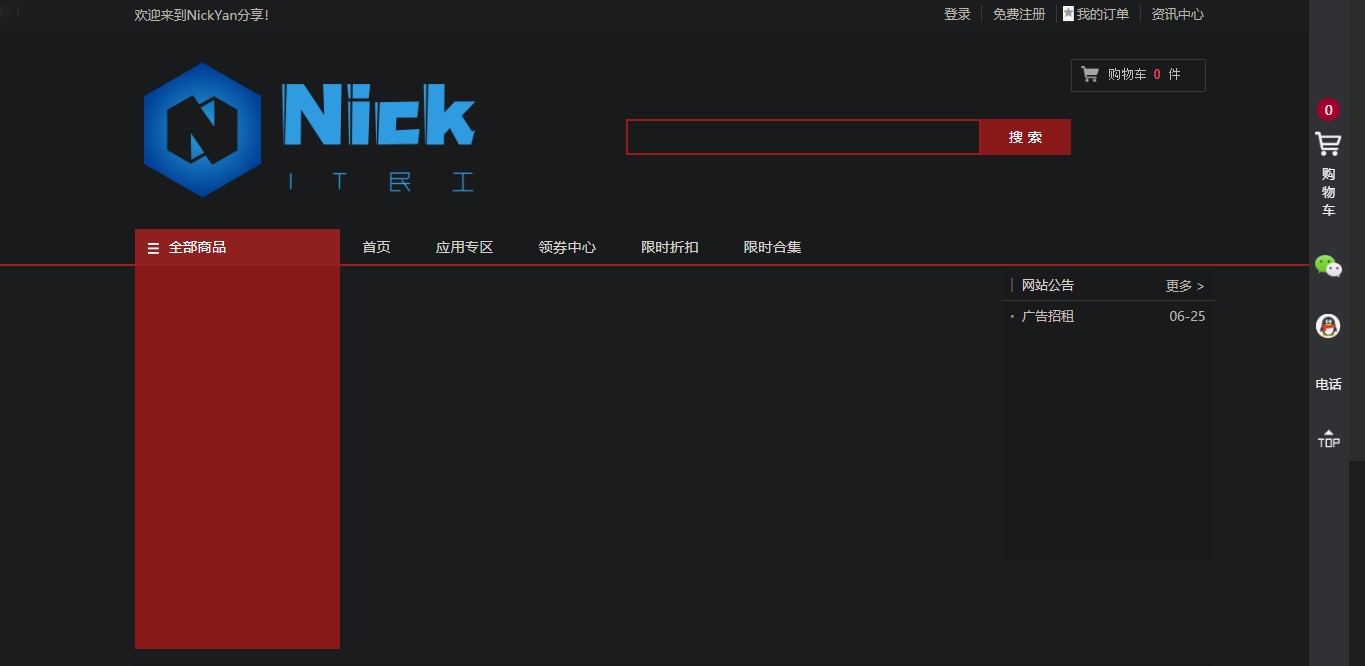 欢迎来到NickYan分享!
登录 免费注册 我的订单 资讯中心
购物车 0 件
Nick
IT民工
搜 索
全部商品 首页 应用专区 领券中心 限时折扣 限时合集
网站公告 更多 >
广告招租 06-25
0
购
物
车
电话
TOP